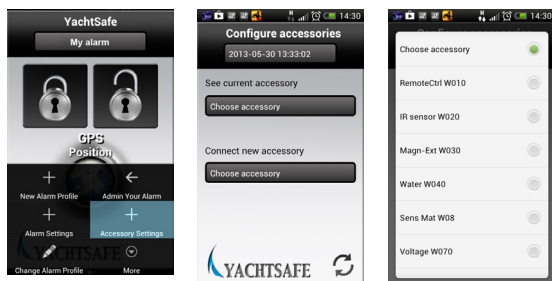 YachtSafe
My alarm
GPS
Position
New Alarm Profile
Admin Your Alarm
Alarm Settings
Accessory Settings
YACHTSAFE
Change Alarm Profile
More
14:30
Configure accessories
2013-05-30 13:33:02
See current accessory
Choose accessory
Connect new accessory
Choose accessory
YACHTSAFE
14:30
Choose accessory
RemoteCtrl W010
IR sensor W020
Magn-Ext W030
Water W040
Sens Mat W08
Voltage W070